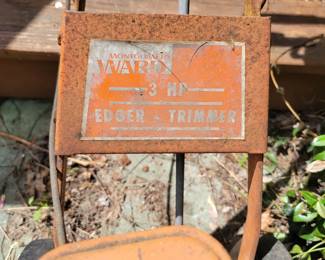 MONTGOMERY
WARD
3 HP
EDGER & TRIMMER